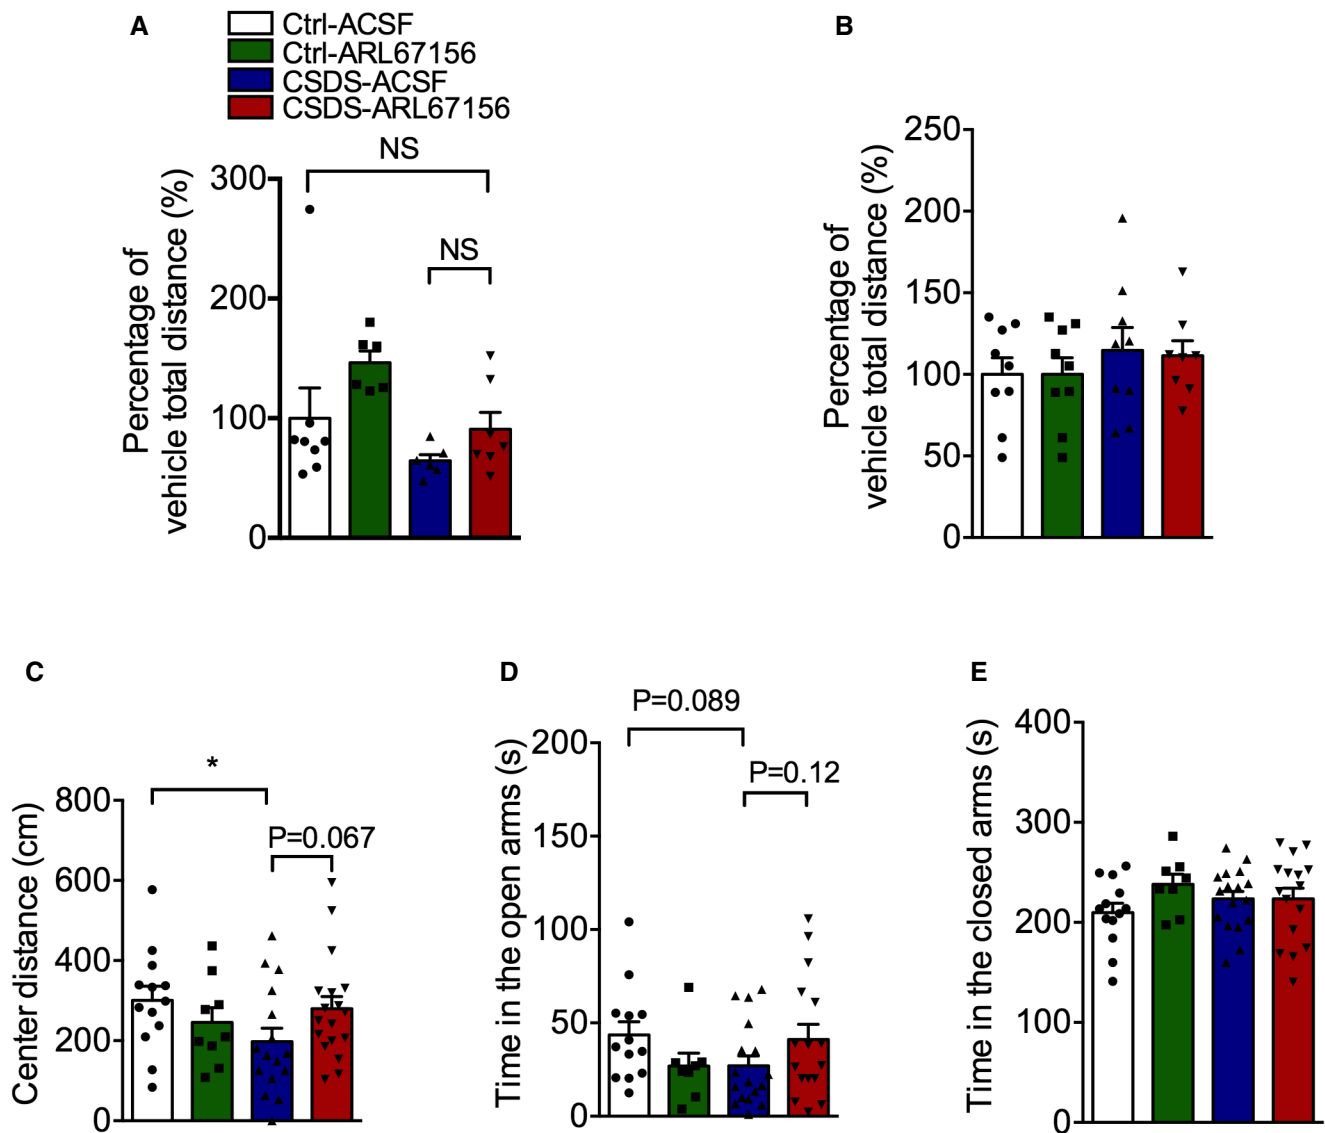 A
Ctrl-ACSF
Ctrl-ARL67156
CSDS-ACSF
CSDS-ARL67156
Percentage of
vehicle total distance (%)
300
200
100
0
NS
NS
B
Percentage of
vehicle total distance (%)
250
200
150
100
50
0
C
Center distance (cm)
800
600
400
200
0
*
P=0.067
D
Time in the open arms (s)
200
150
100
50
0
P=0.089
P=0.12
E
Time in the closed arms (s)
400
300
200
100
0